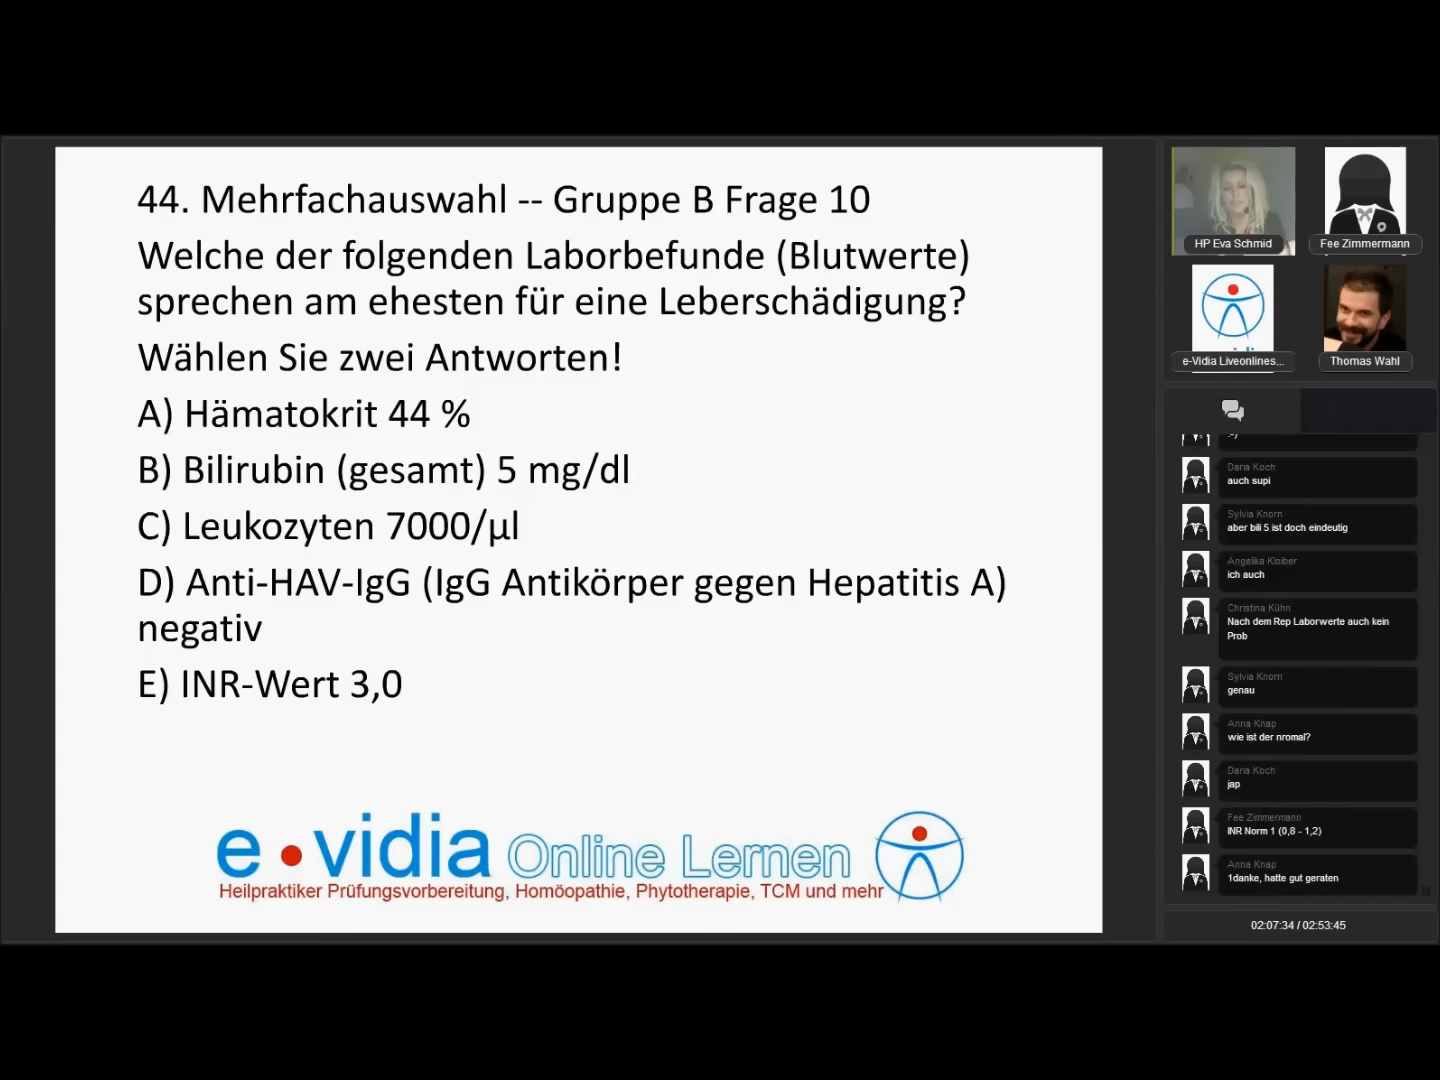 44. Mehrfachauswahl -- Gruppe B Frage 10
Welche der folgenden Laborbefunde (Blutwerte)
sprechen am ehesten für eine Leberschädigung?
Wählen Sie zwei Antworten!
A) Hämatokrit 44 %
B) Bilirubin (gesamt) 5 mg/dl
C) Leukozyten 7000/µl
D) Anti-HAV-IgG (IgG Antikörper gegen Hepatitis A)
negativ
E) INR-Wert 3,0
e•vidia Online Lernen
Heilpraktiker Prüfungsvorbereitung, Homöopathie, Phytotherapie, TCM und mehr
HP Eva Schmid
Fee Zimmermann
e-Vidia Liveonlines...
Thomas Wahl
:-)
Daria Koch
auch supi
Sylvia Knorn
aber bili 5 ist doch eindeutig
Angelika Kloiber
ich auch
Christina Kühn
Nach dem Rep Laborwerte auch kein
Prob
Sylvia Knorn
genau
Anna Knap
wie ist der nromal?
Daria Koch
jap
Fee Zimmermann
INR Norm 1 (0,8 - 1,2)
Anna Knap
1danke, hatte gut geraten
02:07:34 / 02:53:45